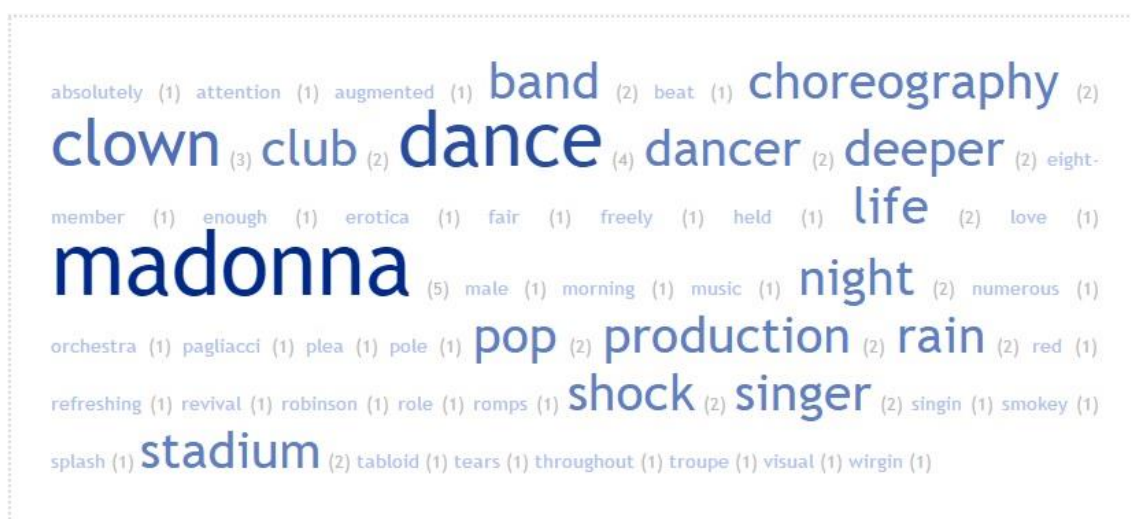 absolutely (1) attention (1) augmented (1) band (2) beat (1) choreography (2)
clown (3) club (2) dance (4) dancer (2) deeper (2) eight-
member (1) enough (1) erotica (1) fair (1) freely (1) held (1) life (2) love (1)
madonna (5) male (1) morning (1) music (1) night (2) numerous (1)
orchestra (1) pagliacci (1) plea (1) pole (1) pop (2) production (2) rain (2) red (1)
refreshing (1) revival (1) robinson (1) role (1) romps (1) shock (2) singer (2) singin (1) smokey (1)
splash (1) stadium (2) tabloid (1) tears (1) throughout (1) troupe (1) visual (1) wirgin (1)